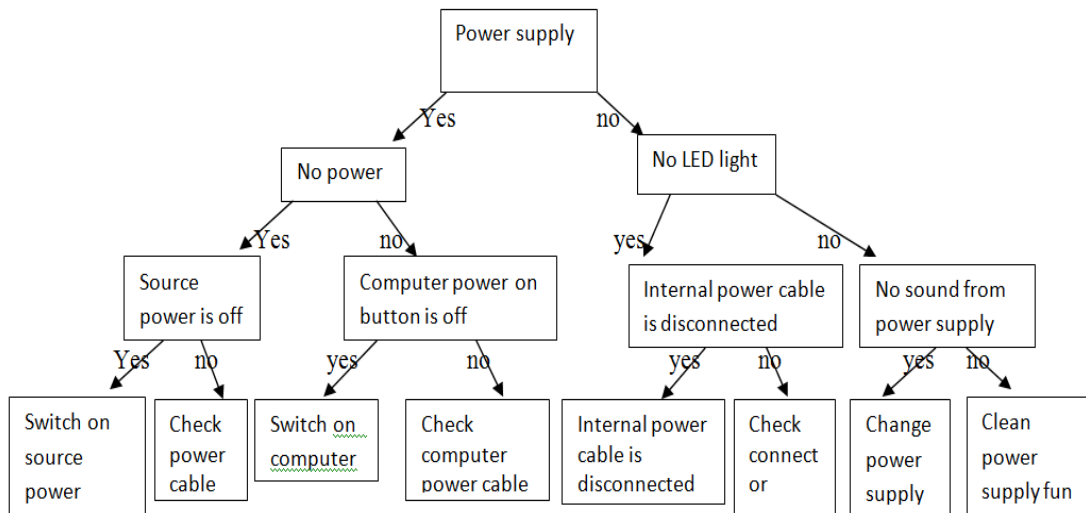 Power supply
Yes
no
No power
No LED light
Yes
no
yes
no
Source
power is off
Computer power on
button is off
Internal power cable
is disconnected
No sound from
power supply
Yes
no
yes
no
yes
no
yes
no
Switch on
source
power
Check
power
cable
Switch on
computer
Check
computer
power cable
Internal power
cable is
disconnected
Check
connect
or
Change
power
supply
Clean
power
supply fun